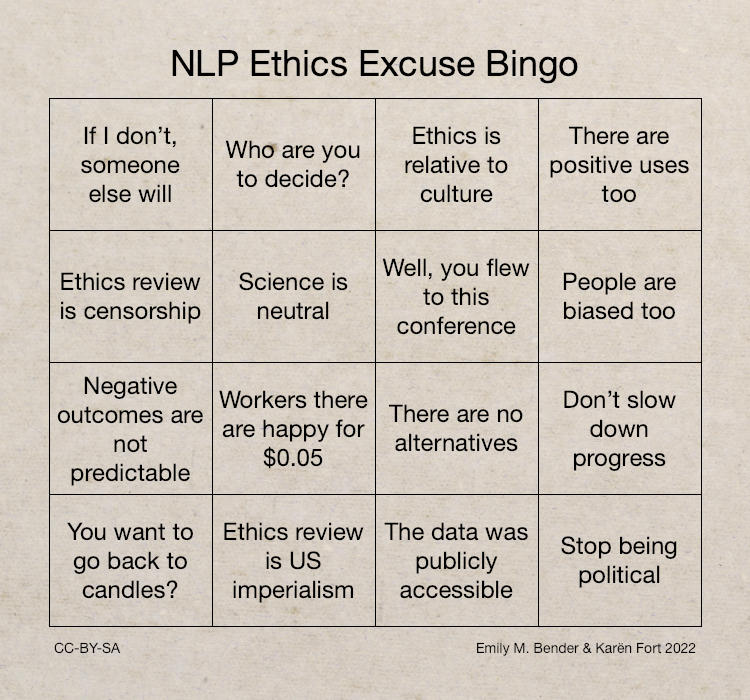 NLP Ethics Excuse Bingo
If I don’t,
someone
else will
Who are you
to decide?
Ethics is
relative to
culture
There are
positive uses
too
Ethics review
is censorship
Science is
neutral
Well, you flew
to this
conference
People are
biased too
Negative
outcomes are
not
predictable
Workers there
are happy for
$0.05
There are no
alternatives
Don’t slow
down
progress
You want to
go back to
candles?
Ethics review
is US
imperialism
The data was
publicly
accessible
Stop being
political
CC-BY-SA
Emily M. Bender & Karën Fort 2022